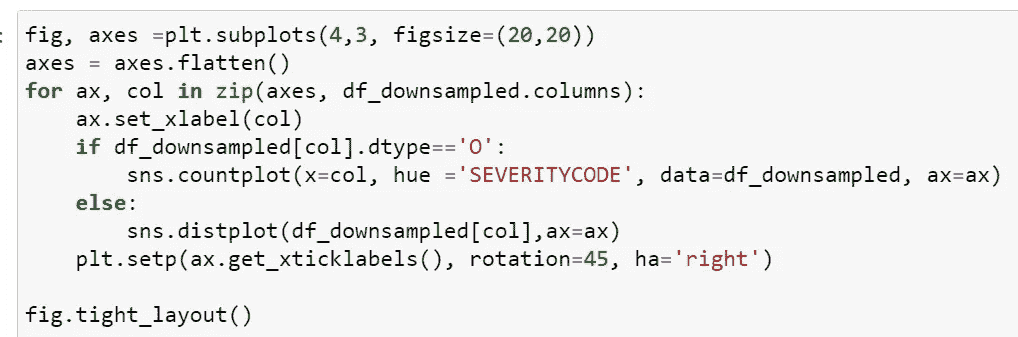 fig, axes =plt.subplots(4,3, figsize=(20,20))
axes = axes.flatten()
for ax, col in zip(axes, df_downsampled.columns):
    ax.set_xlabel(col)
    if df_downsampled[col].dtype=='O':
        sns.countplot(x=col, hue ='SEVERITYCODE', data=df_downsampled, ax=ax)
    else:
        sns.distplot(df_downsampled[col],ax=ax)
    plt.setp(ax.get_xticklabels(), rotation=45, ha='right')
fig.tight_layout()